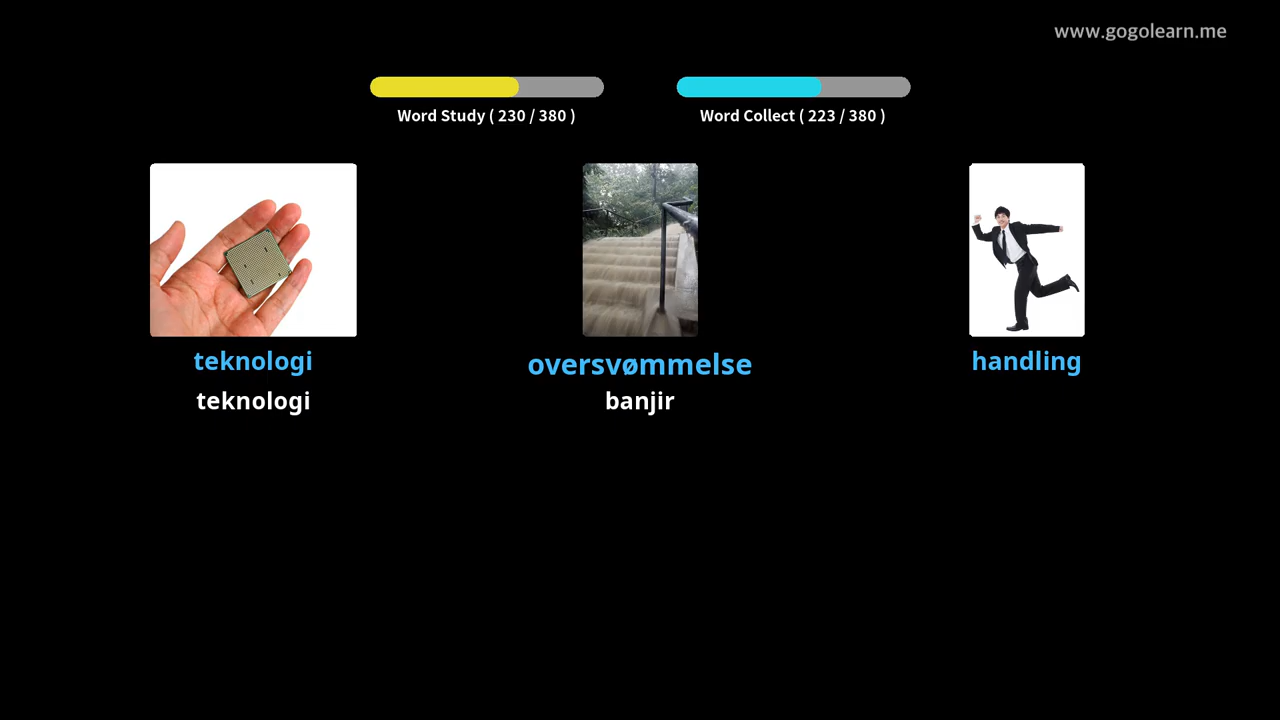 www.gogolearn.me
Word Study ( 230 / 380 )
Word Collect ( 223 / 380 )
teknologi
oversvømmelse
handling
teknologi
banjir